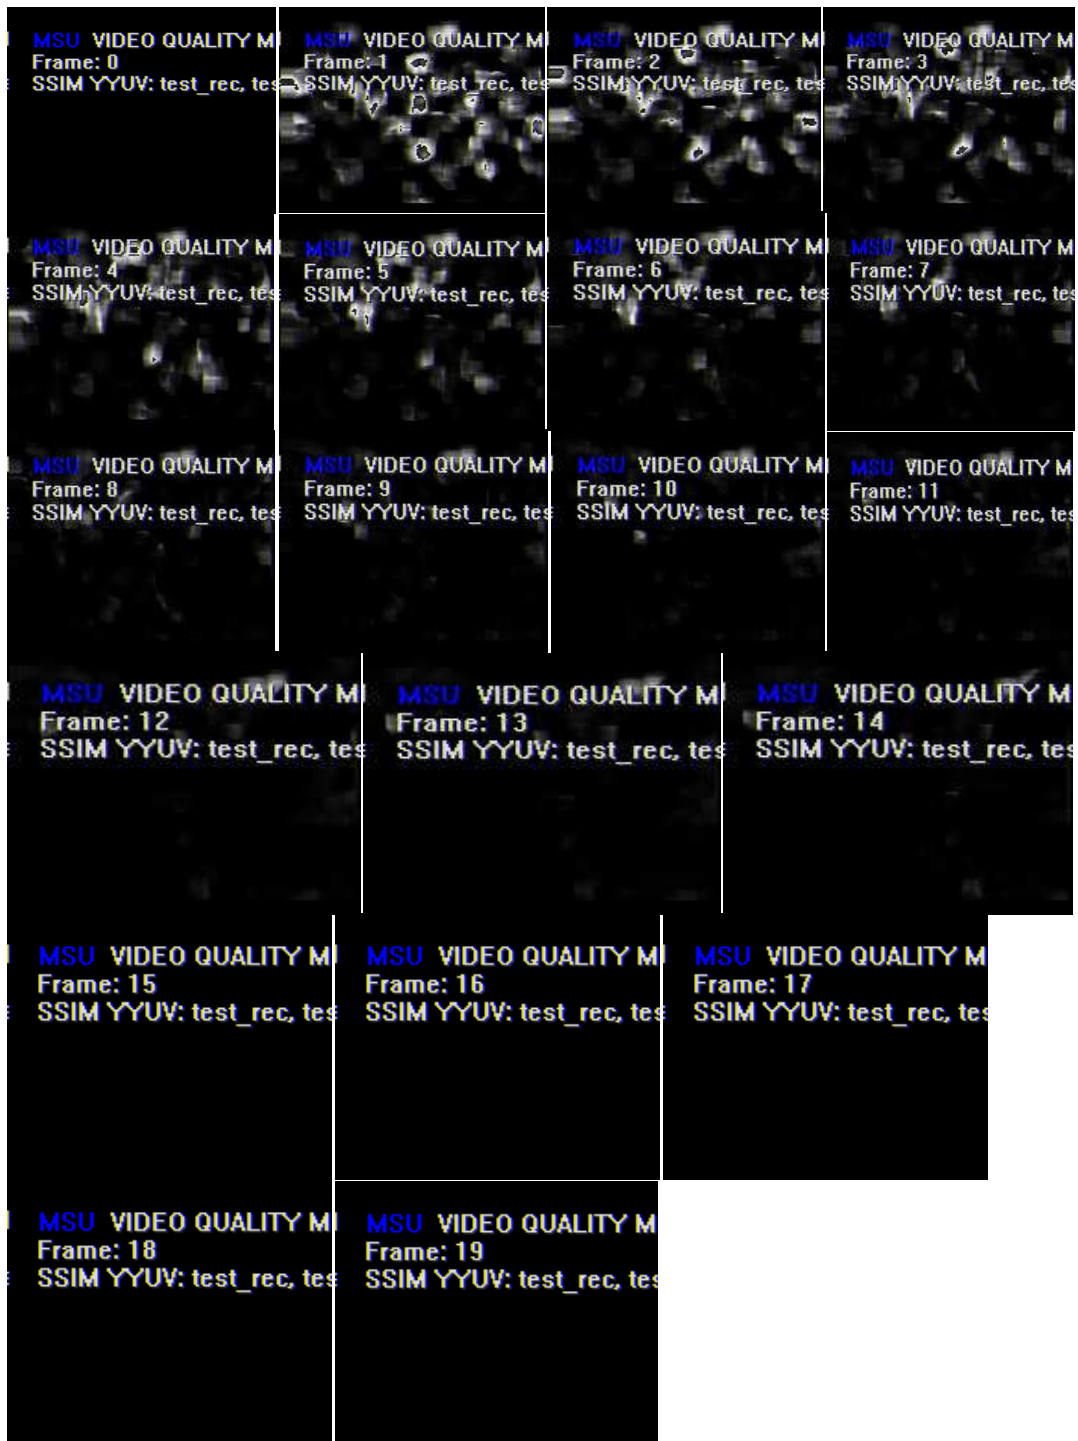 MSU VIDEO QUALITY M
Frame: 0
SSIM YYUV: test_rec, tes
MSU VIDEO QUALITY M
Frame: 1
SSIM YYUV: test_rec, tes
MSU VIDEO QUALITY M
Frame: 2
SSIM YYUV: test_rec, tes
MSU VIDEO QUALITY M
Frame: 3
SSIM YYUV: test_rec, tes
MSU VIDEO QUALITY M
Frame: 4
SSIM YYUV: test_rec, tes
MSU VIDEO QUALITY M
Frame: 5
SSIM YYUV: test_rec, tes
MSU VIDEO QUALITY M
Frame: 6
SSIM YYUV: test_rec, tes
MSU VIDEO QUALITY M
Frame: 7
SSIM YYUV: test_rec, tes
MSU VIDEO QUALITY M
Frame: 8
SSIM YYUV: test_rec, tes
MSU VIDEO QUALITY M
Frame: 9
SSIM YYUV: test_rec, tes
MSU VIDEO QUALITY M
Frame: 10
SSIM YYUV: test_rec, tes
MSU VIDEO QUALITY M
Frame: 11
SSIM YYUV: test_rec, tes
MSU VIDEO QUALITY M
Frame: 12
SSIM YYUV: test_rec, tes
MSU VIDEO QUALITY M
Frame: 13
SSIM YYUV: test_rec, tes
MSU VIDEO QUALITY M
Frame: 14
SSIM YYUV: test_rec, tes
MSU VIDEO QUALITY M
Frame: 15
SSIM YYUV: test_rec, tes
MSU VIDEO QUALITY M
Frame: 16
SSIM YYUV: test_rec, tes
MSU VIDEO QUALITY M
Frame: 17
SSIM YYUV: test_rec, tes
MSU VIDEO QUALITY M
Frame: 18
SSIM YYUV: test_rec, tes
MSU VIDEO QUALITY M
Frame: 19
SSIM YYUV: test_rec, tes